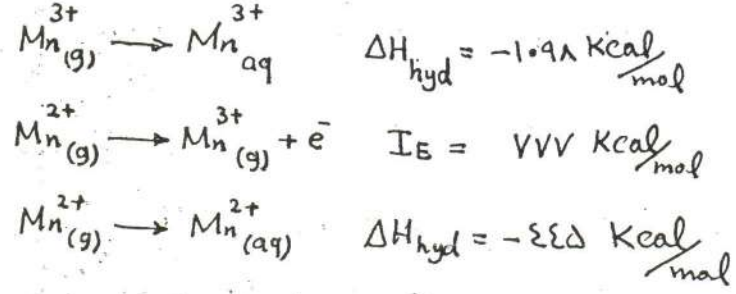 Mn³⁺(g) ⟶ Mn³⁺aq ΔHhyd = -١٠٩٨ Kcal/mol
Mn²⁺(g) ⟶ Mn³⁺(g) + e⁻ IE = ٧٧٧ Kcal/mol
Mn²⁺(g) ⟶ Mn²⁺(aq) ΔHhyd = -٤٤٥ Kcal/mol